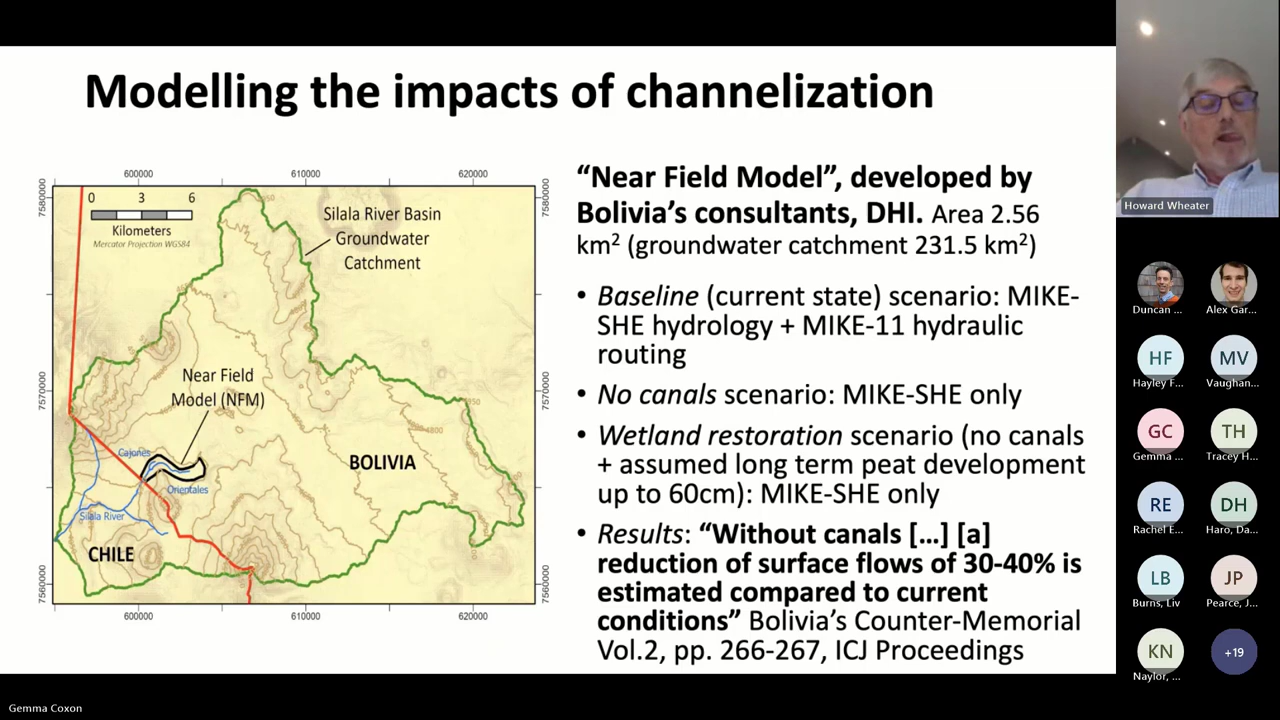 Modelling the impacts of channelization
600000
610000
620000
7580000
7570000
7560000
0 3 6
Kilometers
Mercator Projection WGS84
Silala River Basin
Groundwater
Catchment
Near Field
Model (NFM)
Cajones
Orientales
Silala River
BOLIVIA
CHILE
4800
7580000
7570000
7560000
600000
610000
620000
“Near Field Model”, developed by
Bolivia’s consultants, DHI. Area 2.56
km² (groundwater catchment 231.5 km²)
• Baseline (current state) scenario: MIKE-
SHE hydrology + MIKE-11 hydraulic
routing
• No canals scenario: MIKE-SHE only
• Wetland restoration scenario (no canals
+ assumed long term peat development
up to 60cm): MIKE-SHE only
• Results: “Without canals [...] [a]
reduction of surface flows of 30-40% is
estimated compared to current
conditions” Bolivia’s Counter-Memorial
Vol.2, pp. 266-267, ICJ Proceedings
Howard Wheater
Duncan ...
Alex Gar...
HF
Hayley F...
MV
Vaughan...
GC
Gemma ...
TH
Tracey H...
RE
Rachel E...
DH
Haro, Da...
LB
Burns, Liv
JP
Pearce, J...
KN
Naylor, ...
+19
Gemma Coxon